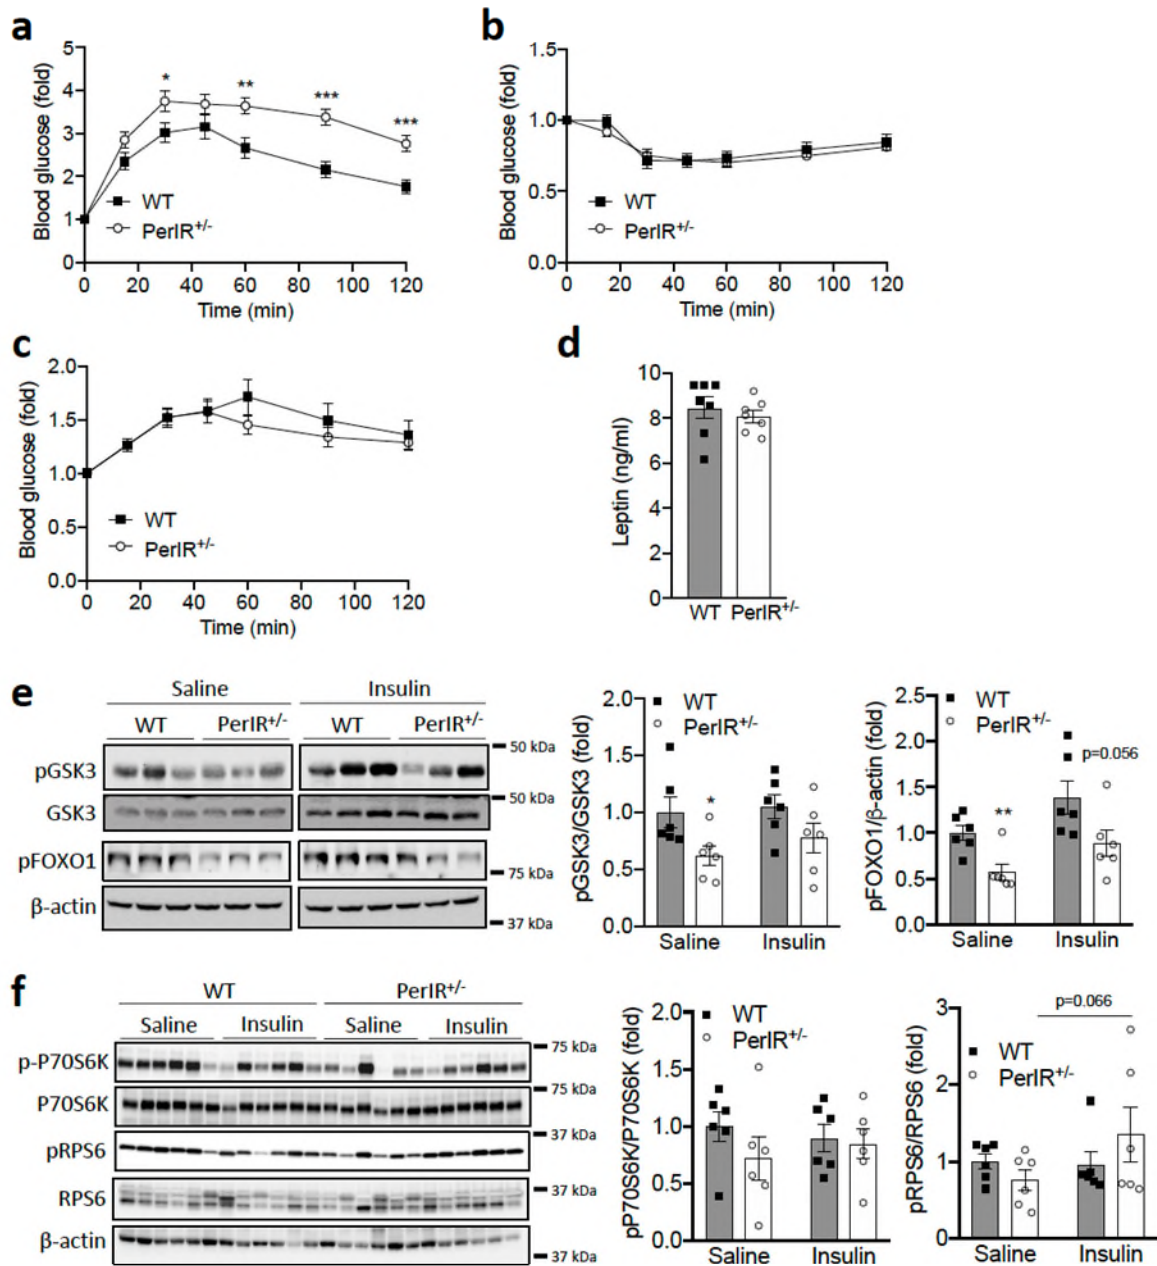 a
5
4
3
2
1
0
Blood glucose (fold)
*
**
***
***
WT
PerIR+/-
0 20 40 60 80 100 120
Time (min)
b
1.5
1.0
0.5
0.0
Blood glucose (fold)
WT
PerIR+/-
0 20 40 60 80 100 120
Time (min)
c
2.0
1.5
1.0
0.5
0.0
Blood glucose (fold)
WT
PerIR+/-
0 20 40 60 80 100 120
Time (min)
d
10
8
6
4
2
0
Leptin (ng/ml)
WT PerIR+/-
e
Saline Insulin
WT PerIR+/- WT PerIR+/-
pGSK3
50 kDa
GSK3
50 kDa
pFOXO1
75 kDa
β-actin
37 kDa
2.0
1.5
1.0
0.5
0.0
pGSK3/GSK3 (fold)
WT
PerIR+/-
*
Saline Insulin
2.5
2.0
1.5
1.0
0.5
0.0
pFOXO1/β-actin (fold)
WT
PerIR+/-
**
p=0.056
Saline Insulin
f
WT PerIR+/-
Saline Insulin Saline Insulin
p-P70S6K
75 kDa
P70S6K
75 kDa
pRPS6
37 kDa
RPS6
37 kDa
β-actin
37 kDa
2.0
1.5
1.0
0.5
0.0
pP70S6K/P70S6K (fold)
WT
PerIR+/-
Saline Insulin
3
2
1
0
pRPS6/RPS6 (fold)
WT
PerIR+/-
p=0.066
Saline Insulin